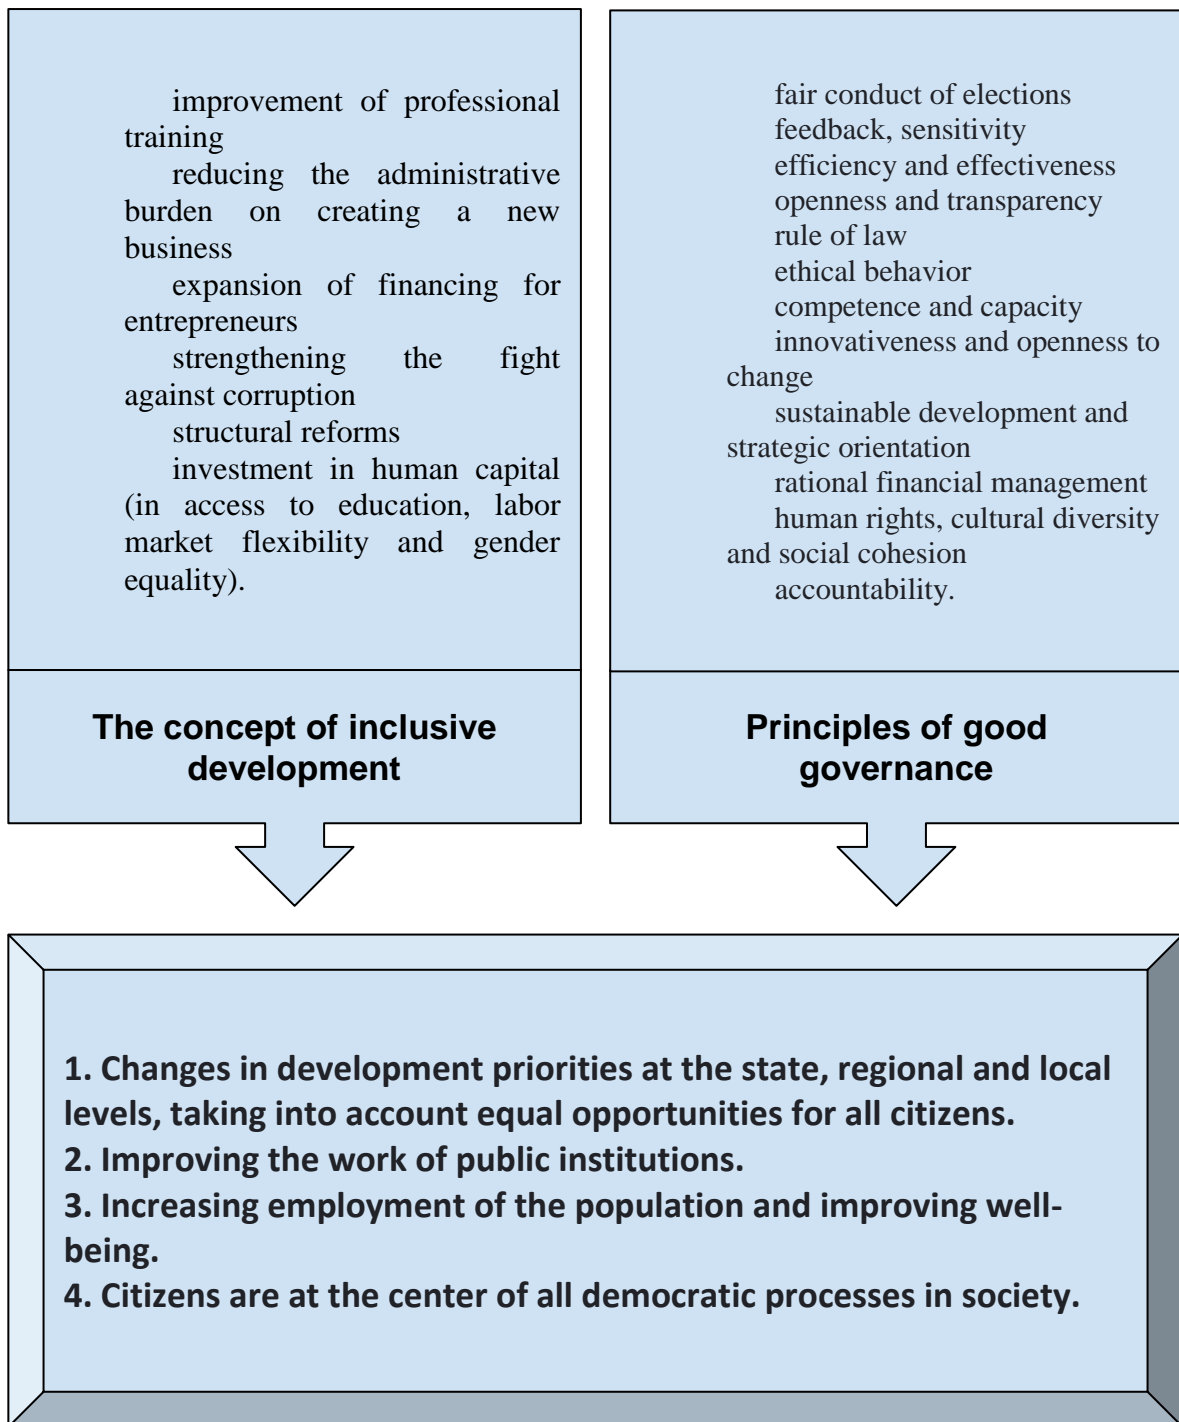 improvement of professional
training
reducing the administrative
burden on creating a new
business
expansion of financing for
entrepreneurs
strengthening the fight
against corruption
structural reforms
investment in human capital
(in access to education, labor
market flexibility and gender
equality).
The concept of inclusive
development
fair conduct of elections
feedback, sensitivity
efficiency and effectiveness
openness and transparency
rule of law
ethical behavior
competence and capacity
innovativeness and openness to
change
sustainable development and
strategic orientation
rational financial management
human rights, cultural diversity
and social cohesion
accountability.
Principles of good
governance
1. Changes in development priorities at the state, regional and local
levels, taking into account equal opportunities for all citizens.
2. Improving the work of public institutions.
3. Increasing employment of the population and improving well-
being.
4. Citizens are at the center of all democratic processes in society.